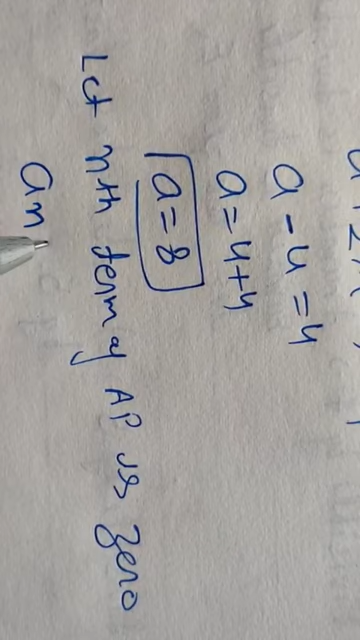 a - 4 = 4
a = 4+4
a = 8
Let nth term of AP is zero
an